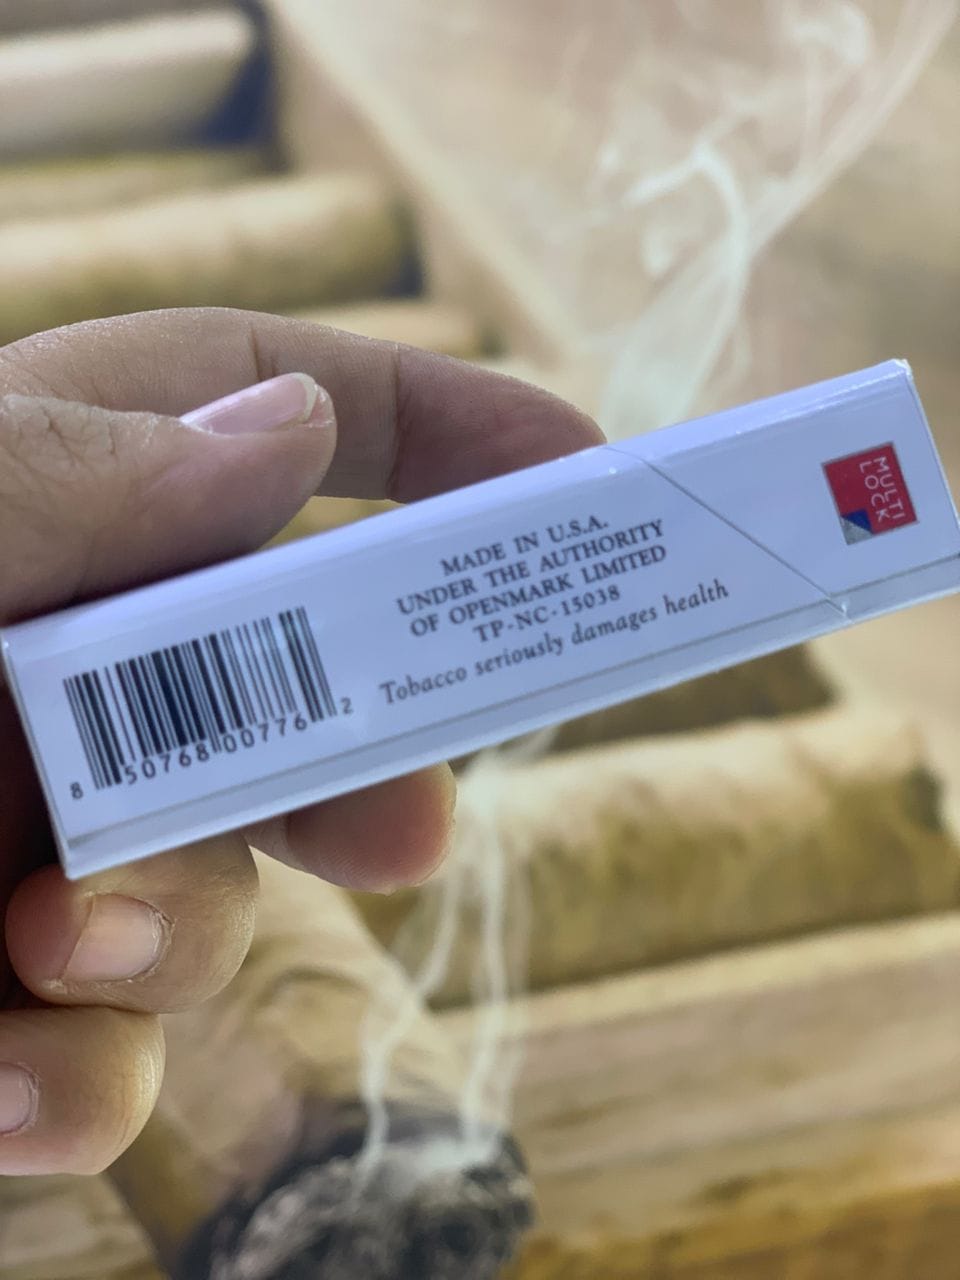 MADE IN U.S.A.
UNDER THE AUTHORITY
OF OPENMARK LIMITED
TP-NC-15038
Tobacco seriously damages health
8 50768 00776 2
MULTI
LOCK